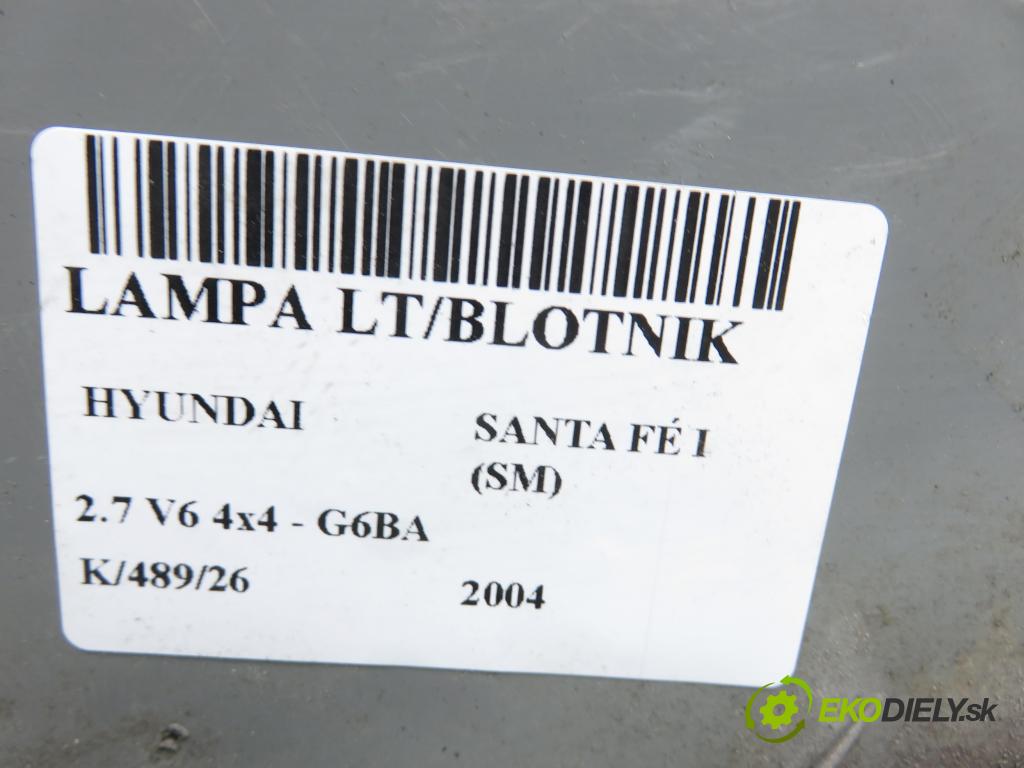 LAMPA LT/BLOTNIK
HYUNDAI
SANTA FÉ I
(SM)
2.7 V6 4x4 - G6BA
K/489/26
2004
EKODIELY.sk